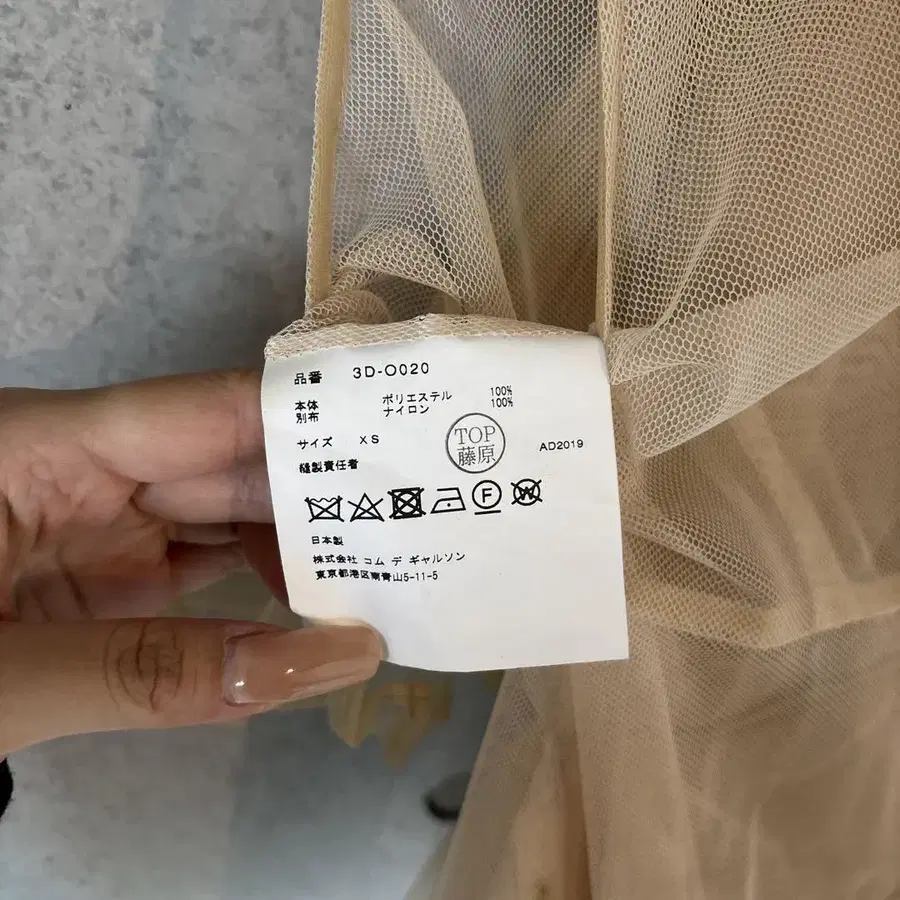 品番 3D-O020
本体 ポリエステル 100%
別布 ナイロン 100%
サイズ XS
TOP
藤原
AD2019
縫製責任者
F
W
日本製
株式会社 コム デ ギャルソン
東京都港区南青山5-11-5